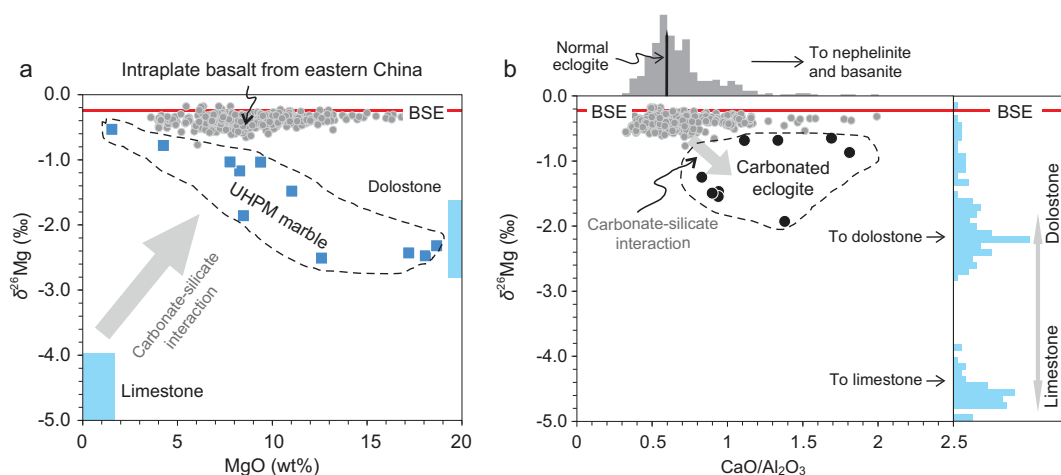 a
Intraplate basalt from eastern China
0.0
-1.0
-2.0
-3.0
-4.0
-5.0
δ26Mg (‰)
BSE
UHPM marble
Dolostone
Carbonate-silicate
interaction
Limestone
0
5
10
15
20
MgO (wt%)
b
Normal
eclogite
To nephelinite
and basanite
0.0
-1.0
-2.0
-3.0
-4.0
-5.0
δ26Mg (‰)
BSE
BSE
Carbonated
eclogite
Carbonate-silicate
interaction
To dolostone
To limestone
Dolostone
Limestone
0
0.5
1.0
1.5
2.0
2.5
CaO/Al2O3